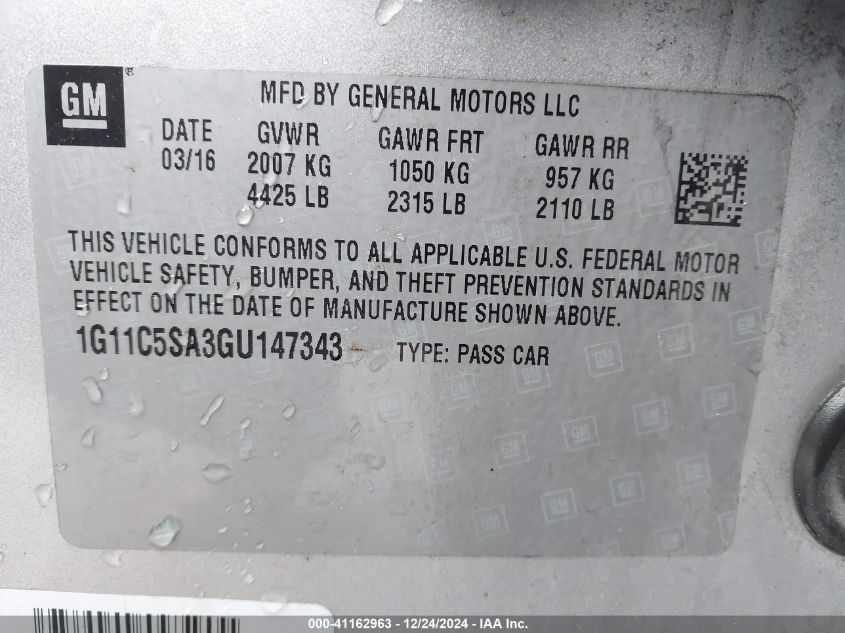 GM ®
MFD BY GENERAL MOTORS LLC
DATE GVWR GAWR FRT GAWR RR
03/16 2007 KG 1050 KG 957 KG
4425 LB 2315 LB 2110 LB
THIS VEHICLE CONFORMS TO ALL APPLICABLE U.S. FEDERAL MOTOR
VEHICLE SAFETY, BUMPER, AND THEFT PREVENTION STANDARDS IN
EFFECT ON THE DATE OF MANUFACTURE SHOWN ABOVE.
1G11C5SA3GU147343 TYPE: PASS CAR
000-41162963 - 12/24/2024 - IAA Inc.